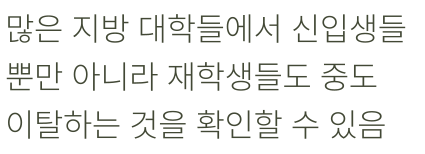 많은 지방 대학들에서 신입생들
뿐만 아니라 재학생들도 중도
이탈하는 것을 확인할 수 있음